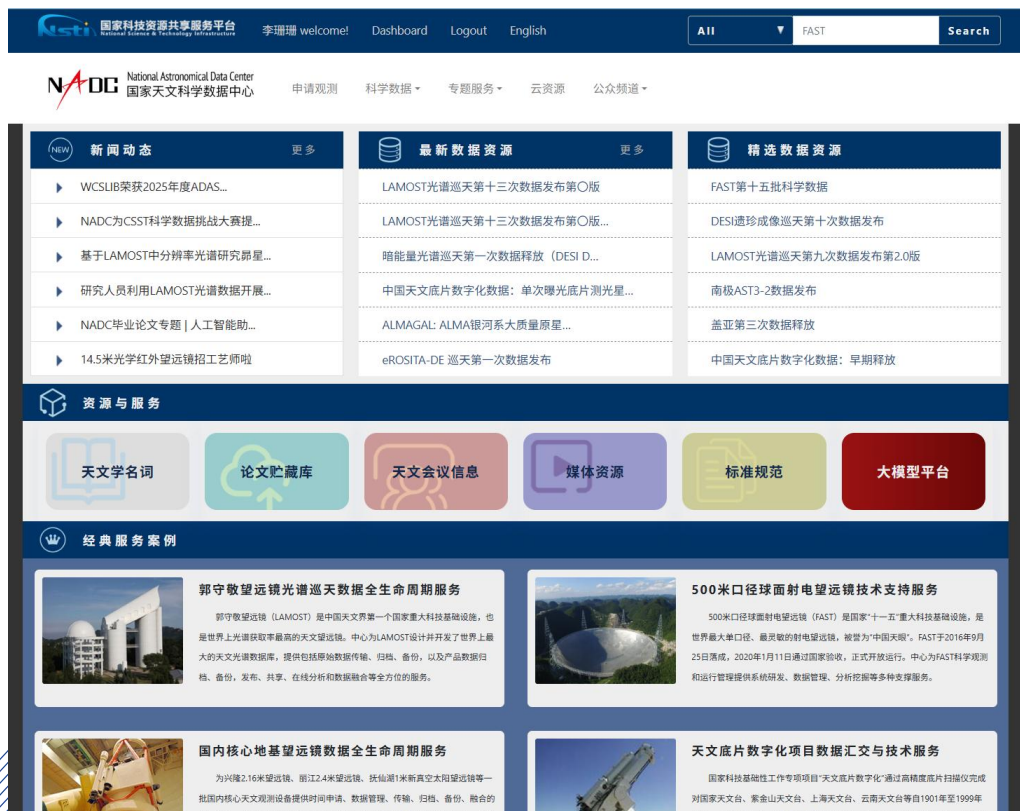 Nsti 国家科技资源共享服务平台 李珊珊 welcome! Dashboard Logout English All FAST Search
National Science & Technology Infrastructure
NADC National Astronomical Data Center
国家天文科学数据中心
申请观测 科学数据 专题服务 云资源 公众频道
NEW 新闻动态 更多
WCSLIB荣获2025年度ADAS...
NADC为CSST科学数据挑战大赛提...
基于LAMOST中分辨率光谱研究昴星...
研究人员利用LAMOST光谱数据开展...
NADC毕业论文专题 | 人工智能助...
14.5米光学红外望远镜招工艺师啦
最新数据资源 更多
LAMOST光谱巡天第十三次数据发布第〇版
LAMOST光谱巡天第十三次数据发布第〇版...
暗能量光谱巡天第一次数据释放（DESI D...
中国天文底片数字化数据：单次曝光底片测光星...
ALMAGAL: ALMA银河系大质量原星...
eROSITA-DE 巡天第一次数据发布
精选数据资源
FAST第十五批科学数据
DESI遗珍成像巡天第十次数据发布
LAMOST光谱巡天第九次数据发布第2.0版
南极AST3-2数据发布
盖亚第三次数据释放
中国天文底片数字化数据：早期释放
资源与服务
天文学名词 论文贮藏库 天文会议信息 媒体资源 标准规范 大模型平台
经典服务案例
郭守敬望远镜光谱巡天数据全生命周期服务
郭守敬望远镜（LAMOST）是中国天文界第一个国家重大科技基础设施，也
是世界上光谱获取率最高的天文望远镜。中心为LAMOST设计并开发了世界上最
大的天文光谱数据库，提供包括原始数据传输、归档、备份，以及产品数据归
档、备份，发布、共享、在线分析和数据融合等全方位的服务。
500米口径球面射电望远镜技术支持服务
500米口径球面射电望远镜（FAST）是国家"十一五"重大科技基础设施，是
世界最大单口径、最灵敏的射电望远镜，被誉为"中国天眼"。FAST于2016年9月
25日落成，2020年1月11日通过国家验收，正式开放运行。中心为FAST科学观测
和运行管理提供系统研发、数据管理、分析挖掘等多种支撑服务。
国内核心地基望远镜数据全生命周期服务
为兴隆2.16米望远镜、丽江2.4米望远镜、抚仙湖1米新真空太阳望远镜等一
批国内核心天文观测设备提供时间申请、数据管理、传输、归档、备份、融合的
天文底片数字化项目数据汇交与技术服务
国家科技基础性工作专项项目"天文底片数字化"通过高精度底片扫描仪完成
对国家天文台、紫金山天文台、上海天文台、云南天文台等自1901年至1999年